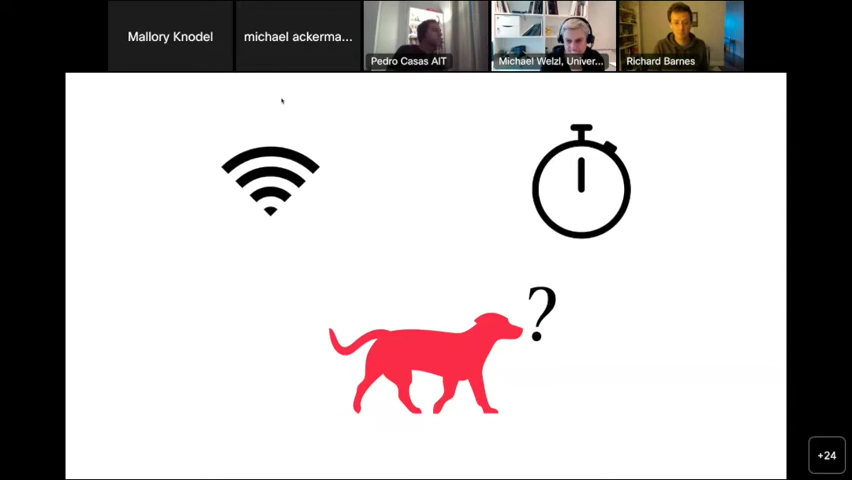 Mallory Knodel
michael ackerma...
Pedro Casas AIT
Michael Welzl, Univer...
Richard Barnes
?
+24